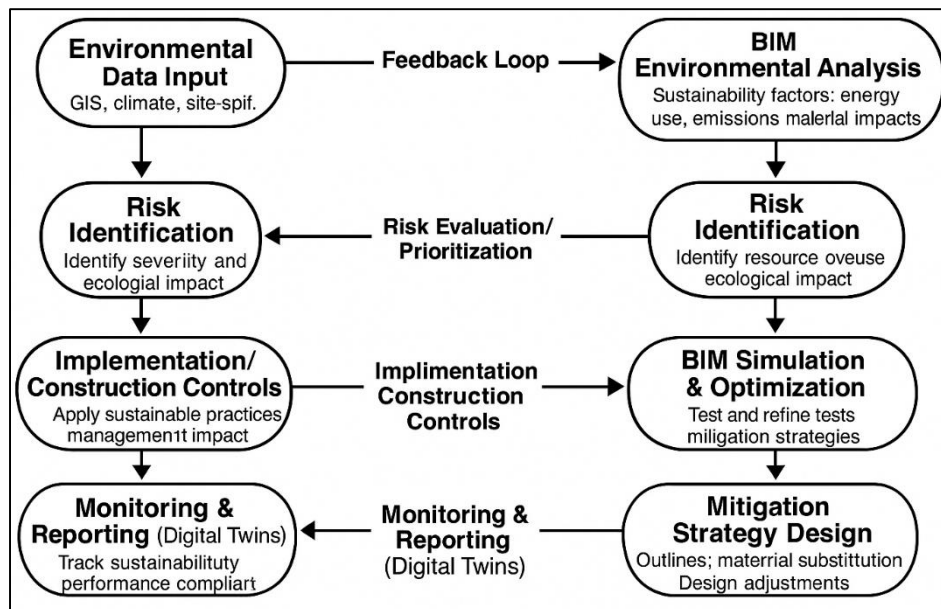 Environmental
Data Input
GIS, climate, site-spif.
Feedback Loop
BIM
Environmental Analysis
Sustainability factors: energy
use, emissions malerlal impacts
Risk
Identification
Identify severiity and
ecologial impact
Risk Evaluation/
Prioritization
Risk
Identification
Identify resource oveuse
ecological impact
Implementation/
Construction Controls
Apply sustainable practices
management1t impact
Implimentation
Construction
Controls
BIM Simulation
& Optimization
Test and refine tests
miligation strategies
Monitoring &
Reporting (Digital Twins)
Track sustainabilituty
performance compliart
Monitoring &
Reporting
(Digital Twins)
Mitigation
Strategy Design
Outlines; materrial substittution
Design adjustments